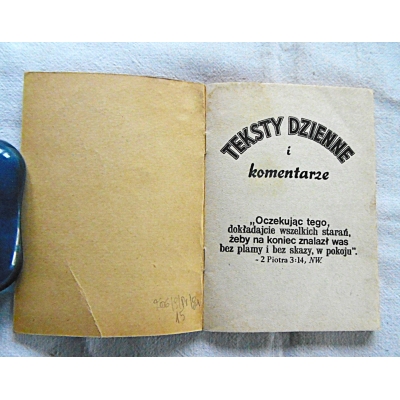 TEKSTY DZIENNE
i
komentarze
„Oczekując tego,
dokładajcie wszelkich starań,
żeby na koniec znalazł was
bez plamy i bez skazy, w pokoju“.
- 2 Piotra 3:14, NW.